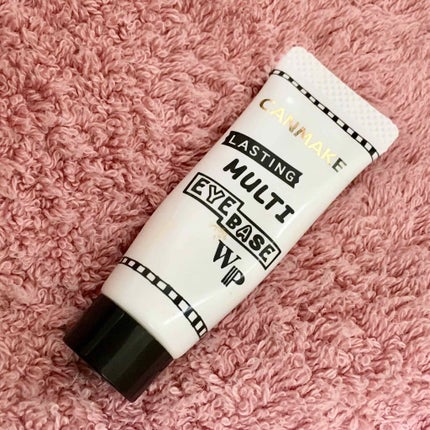 CANMAKE
LASTING
MULTI
EYE
BASE
WP